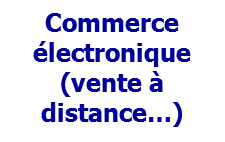 Commerce
électronique
(vente à
distance...)